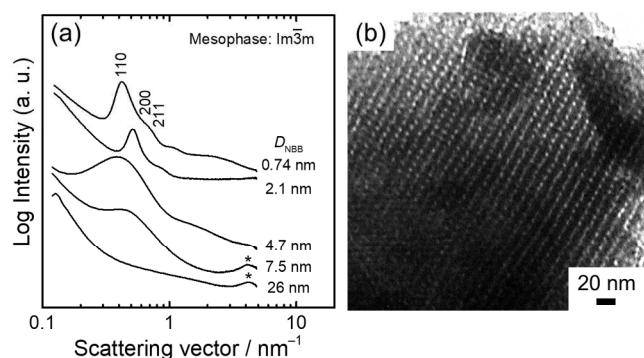 (a)
Mesophase: Im3̄m
110
200
211
D_NBB
0.74 nm
2.1 nm
4.7 nm
7.5 nm
26 nm
*
*
Log Intensity (a. u.)
0.1
1
10
Scattering vector / nm⁻¹
(b)
20 nm